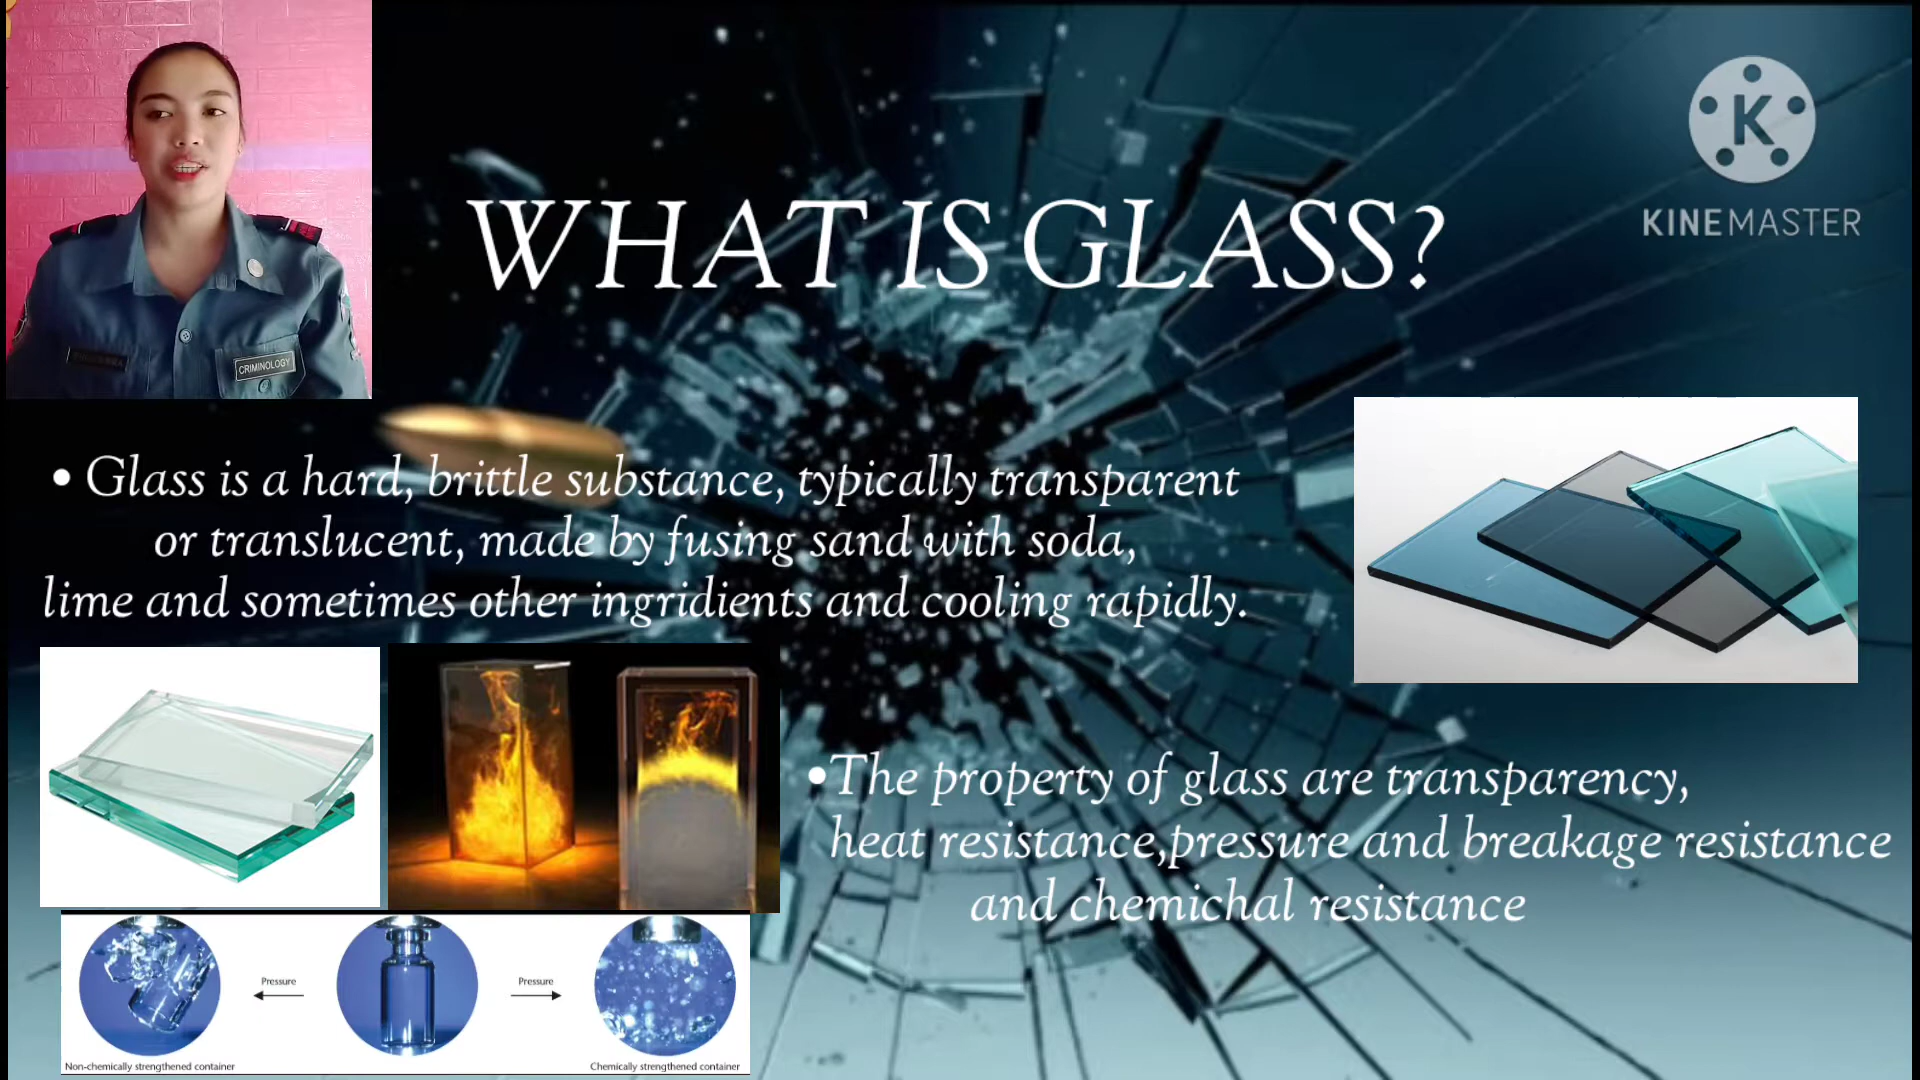 K
KINEMASTER
WHAT IS GLASS?
CRIMINOLOGY
• Glass is a hard, brittle substance, typically transparent
or translucent, made by fusing sand with soda,
lime and sometimes other ingridients and cooling rapidly.
•The property of glass are transparency,
heat resistance,pressure and breakage resistance
and chemichal resistance
Pressure
Pressure
Non-chemically strengthened container
Chemically strengthened container